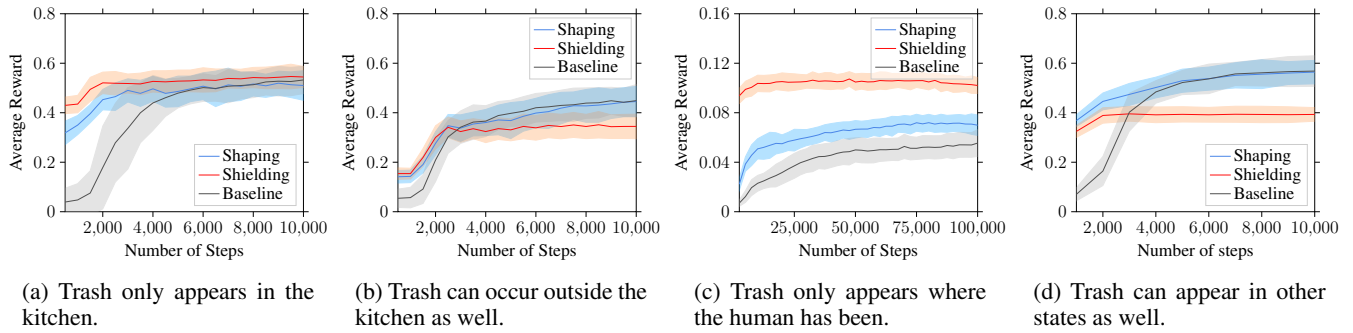 0.8
0.6
0.4
0.2
0
Average Reward
Shaping
Shielding
Baseline
2,000 4,000 6,000 8,000 10,000
Number of Steps
(a) Trash only appears in the
kitchen.
0.8
0.6
0.4
0.2
0
Average Reward
Shaping
Shielding
Baseline
2,000 4,000 6,000 8,000 10,000
Number of Steps
(b) Trash can occur outside the
kitchen as well.
0.16
0.12
0.08
0.04
0
Average Reward
Shaping
Shielding
Baseline
25,000 50,000 75,000 100,000
Number of Steps
(c) Trash only appears where
the human has been.
0.8
0.6
0.4
0.2
0
Average Reward
Shaping
Shielding
Baseline
2,000 4,000 6,000 8,000 10,000
Number of steps
(d) Trash can appear in other
states as well.